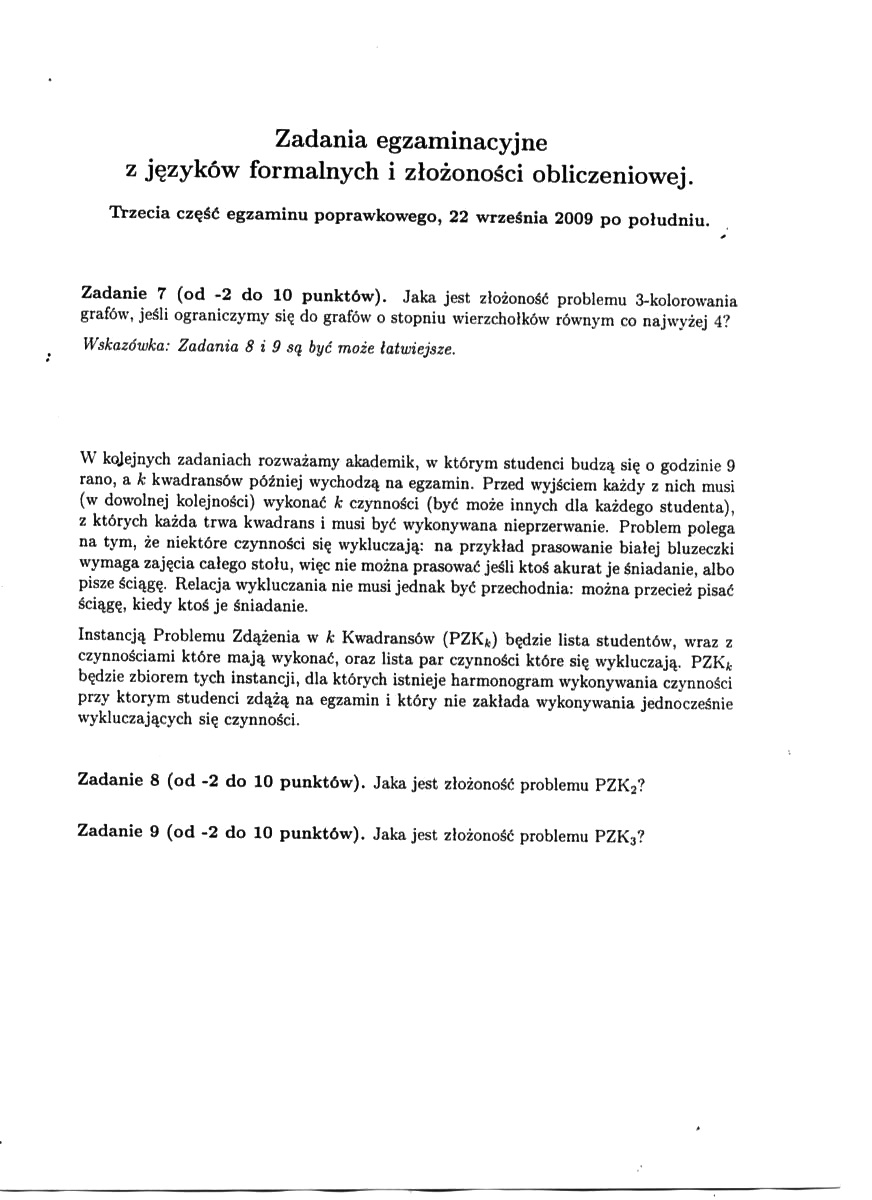 Zadania egzaminacyjne
z języków formalnych i złożoności obliczeniowej.
Trzecia część egzaminu poprawkowego, 22 września 2009 po południu.
Zadanie 7 (od -2 do 10 punktów). Jaka jest złożoność problemu 3-kolorowania
grafów, jeśli ograniczymy się do grafów o stopniu wierzchołków równym co najwyżej 4?
Wskazówka: Zadania 8 i 9 są być może łatwiejsze.
W kolejnych zadaniach rozważamy akademik, w którym studenci budzą się o godzinie 9
rano, a k kwadransów później wychodzą na egzamin. Przed wyjściem każdy z nich musi
(w dowolnej kolejności) wykonać k czynności (być może innych dla każdego studenta),
z których każda trwa kwadrans i musi być wykonywana nieprzerwanie. Problem polega
na tym, że niektóre czynności się wykluczają: na przykład prasowanie białej bluzeczki
wymaga zajęcia całego stołu, więc nie można prasować jeśli ktoś akurat je śniadanie, albo
pisze ściągę. Relacja wykluczania nie musi jednak być przechodnia: można przecież pisać
ściągę, kiedy ktoś je śniadanie.
Instancją Problemu Zdążenia w k Kwadransów (PZKₖ) będzie lista studentów, wraz z
czynnościami które mają wykonać, oraz lista par czynności które się wykluczają. PZKₖ
będzie zbiorem tych instancji, dla których istnieje harmonogram wykonywania czynności
przy ktorym studenci zdążą na egzamin i który nie zakłada wykonywania jednocześnie
wykluczających się czynności.
Zadanie 8 (od -2 do 10 punktów). Jaka jest złożoność problemu PZK₂?
Zadanie 9 (od -2 do 10 punktów). Jaka jest złożoność problemu PZK₃?